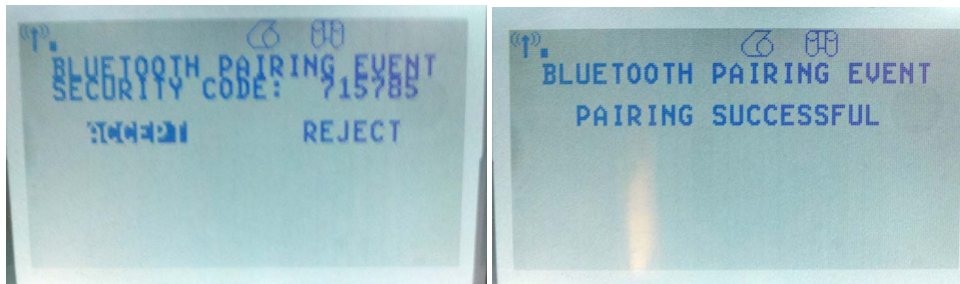 BLUETOOTH PAIRING EVENT
SECURITY CODE: 715785
ACCEPT REJECT
BLUETOOTH PAIRING EVENT
PAIRING SUCCESSFUL